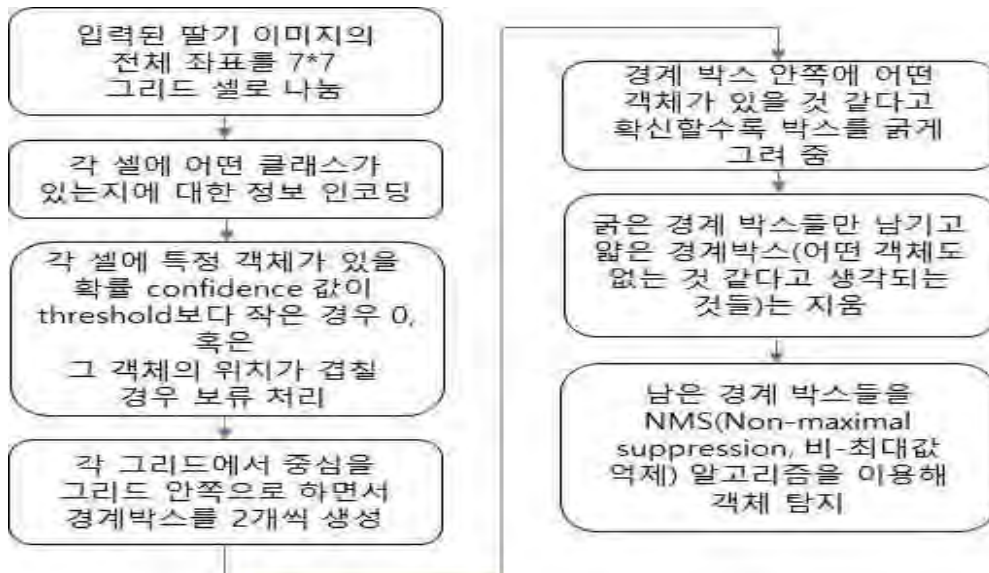 입력된 딸기 이미지의
전체 좌표를 7*7
그리드 셀로 나눔
각 셀에 어떤 클래스가
있는지에 대한 정보 인코딩
각 셀에 특정 객체가 있을
확률 confidence 값이
threshold보다 작은 경우 0,
혹은
그 객체의 위치가 겹칠
경우 보류 처리
각 그리드에서 중심을
그리드 안쪽으로 하면서
경계박스를 2개씩 생성
경계 박스 안쪽에 어떤
객체가 있을 것 같다고
확신할수록 박스를 굵게
그려 줌
굵은 경계 박스들만 남기고
얇은 경계박스(어떤 객체도
없는 것 같다고 생각되는
것들)는 지움
남은 경계 박스들을
NMS(Non-maximal
suppression, 비-최대값
억제) 알고리즘을 이용해
객체 탐지